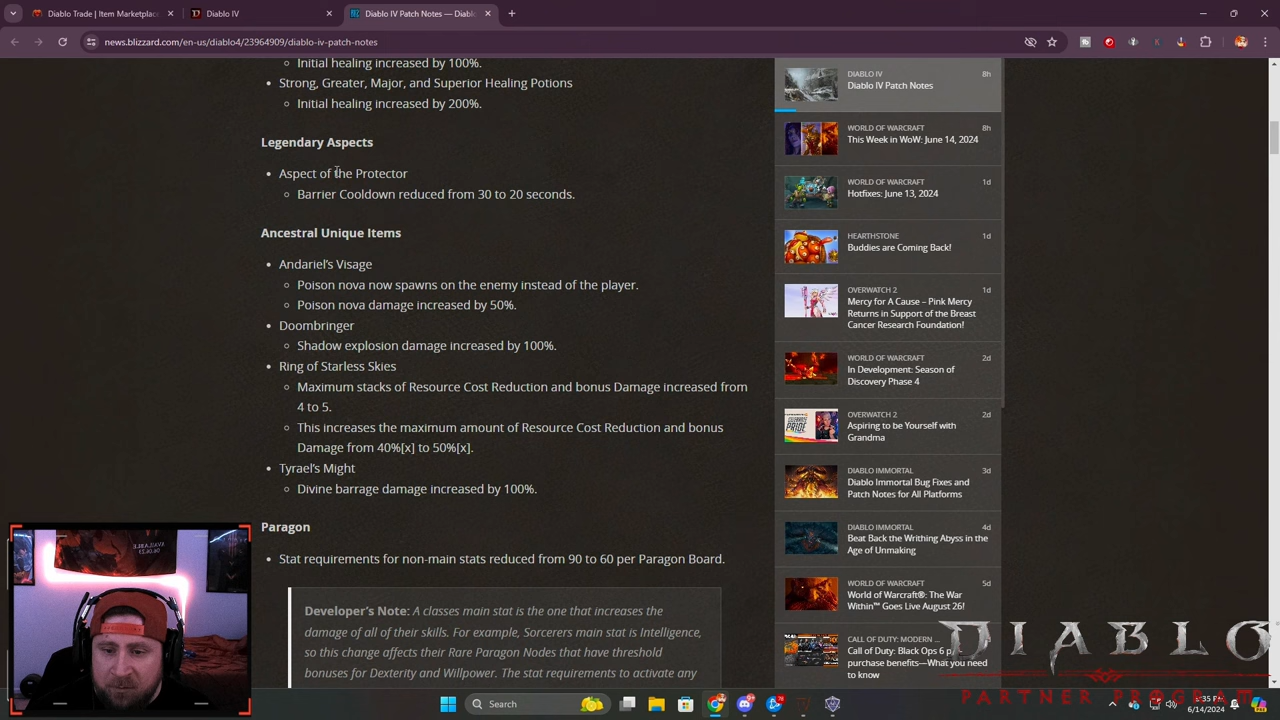 Diablo Trade | Item Marketplac
Diablo IV
Diablo IV Patch Notes — Diablo
news.blizzard.com/en-us/diablo4/23964909/diablo-iv-patch-notes
Initial healing increased by 100%.
Strong, Greater, Major, and Superior Healing Potions
Initial healing increased by 200%.
Legendary Aspects
Aspect of the Protector
Barrier Cooldown reduced from 30 to 20 seconds.
Ancestral Unique Items
Andariel's Visage
Poison nova now spawns on the enemy instead of the player.
Poison nova damage increased by 50%.
Doombringer
Shadow explosion damage increased by 100%.
Ring of Starless Skies
Maximum stacks of Resource Cost Reduction and bonus Damage increased from
4 to 5.
This increases the maximum amount of Resource Cost Reduction and bonus
Damage from 40%[x] to 50%[x].
Tyrael's Might
Divine barrage damage increased by 100%.
Paragon
Stat requirements for non-main stats reduced from 90 to 60 per Paragon Board.
Developer's Note: A classes main stat is the one that increases the
damage of all of their skills. For example, Sorcerers main stat is Intelligence,
so this change affects their Rare Paragon Nodes that have threshold
bonuses for Dexterity and Willpower. The stat requirements to activate any
DIABLO IV 8h
Diablo IV Patch Notes
WORLD OF WARCRAFT 8h
This Week in WoW: June 14, 2024
WORLD OF WARCRAFT 1d
Hotfixes: June 13, 2024
HEARTHSTONE 1d
Buddies are Coming Back!
OVERWATCH 2 1d
Mercy for A Cause – Pink Mercy
Returns in Support of the Breast
Cancer Research Foundation!
WORLD OF WARCRAFT 2d
In Development: Season of
Discovery Phase 4
OVERWATCH 2 2d
Aspiring to be Yourself with
Grandma
DIABLO IMMORTAL 3d
Diablo Immortal Bug Fixes and
Patch Notes for All Platforms
DIABLO IMMORTAL 4d
Beat Back the Writhing Abyss in the
Age of Unmaking
WORLD OF WARCRAFT 5d
World of Warcraft®: The War
Within™ Goes Live August 26!
CALL OF DUTY: MODERN ...
Call of Duty: Black Ops 6 p
purchase benefits—What you need
to know
DIABLO
PARTNER PROGRAM
Search
:35 PM
6/14/2024